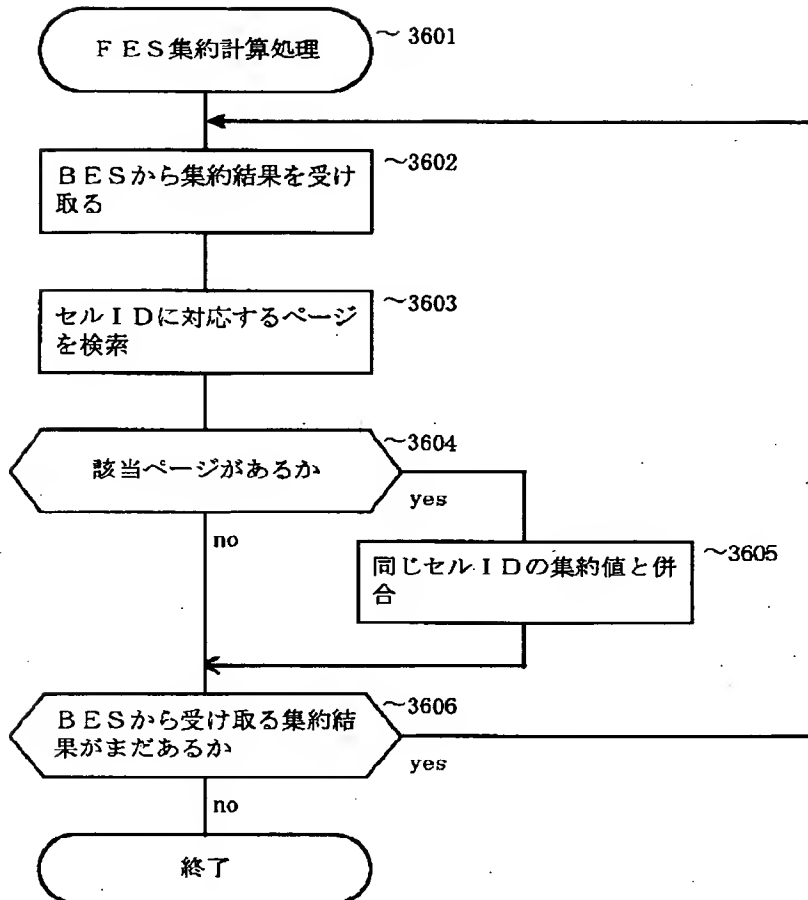 ＦＥＳ集約計算処理
～3601
ＢＥＳから集約結果を受け
取る
～3602
セルＩＤに対応するページ
を検索
～3603
該当ページがあるか
～3604
yes
no
同じセルＩＤの集約値と併
合
～3605
ＢＥＳから受け取る集約結
果がまだあるか
～3606
yes
no
終了